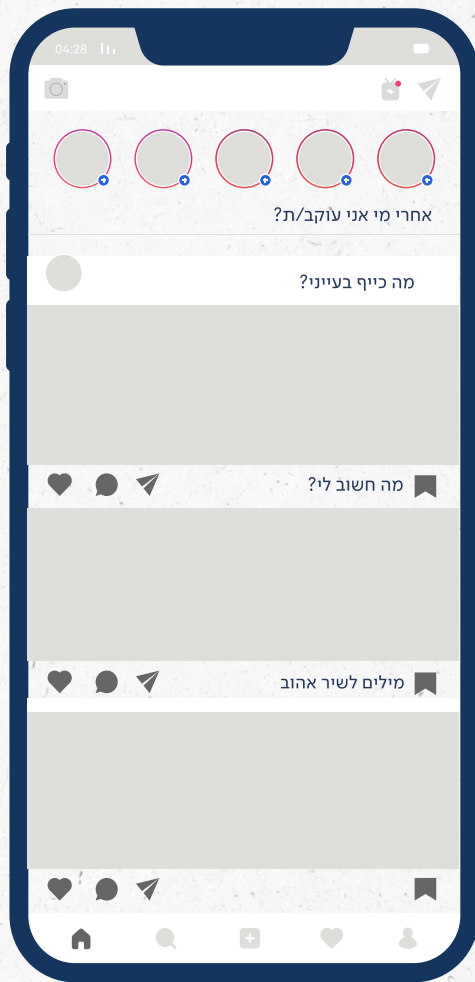 04:28
אחרי מי אני עוקב/ת?
מה כייף בעייני?
מה חשוב לי?
מילים לשיר אהוב